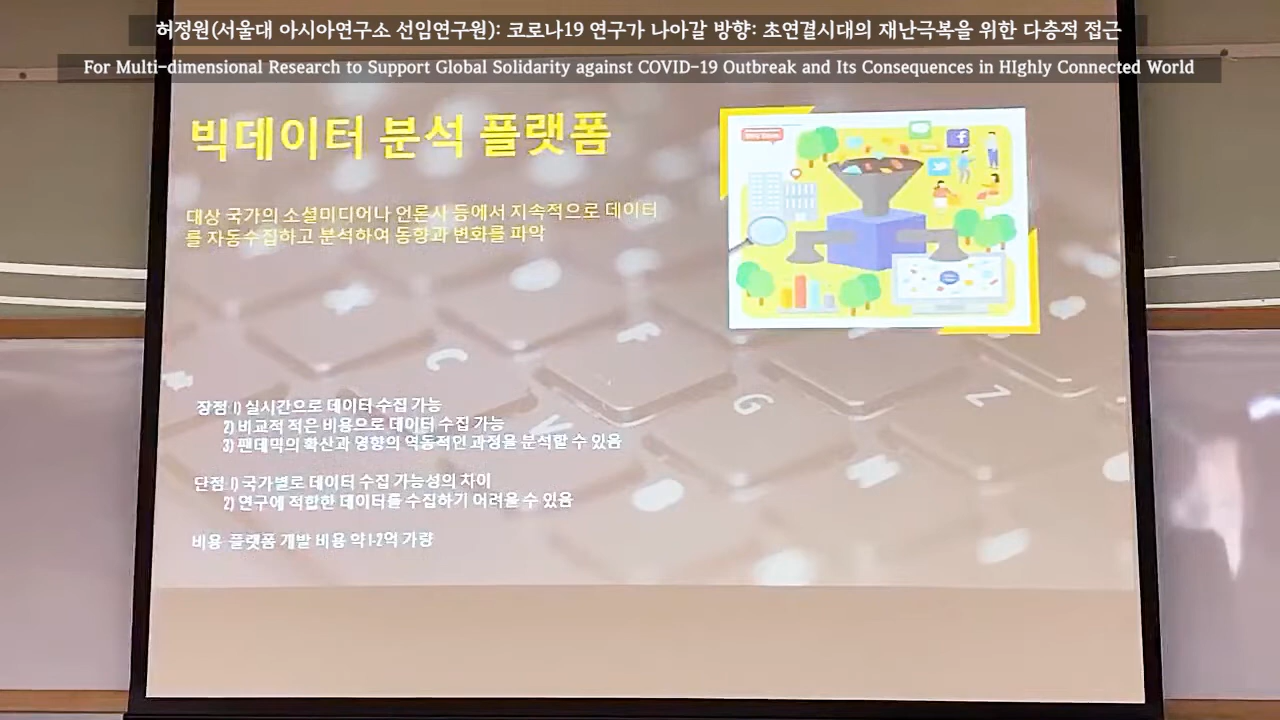 허정원(서울대 아시아연구소 선임연구원): 코로나19 연구가 나아갈 방향: 초연결시대의 재난극복을 위한 다층적 접근
For Multi-dimensional Research to Support Global Solidarity against COVID-19 Outbreak and Its Consequences in HIghly Connected World
빅데이터 분석 플랫폼
대상 국가의 소셜미디어나 언론사 등에서 지속적으로 데이터
를 자동수집하고 분석하여 동향과 변화를 파악
장점 1) 실시간으로 데이터 수집 가능
2) 비교적 적은 비용으로 데이터 수집 가능
3) 팬데믹의 확산과 영향의 역동적인 과정을 분석할 수 있음
단점 1) 국가별로 데이터 수집 가능성의 차이
2) 연구에 적합한 데이터를 수집하기 어려울 수 있음
비용 플랫폼 개발 비용 약 1-2억 가량
C
F
V
G
Z